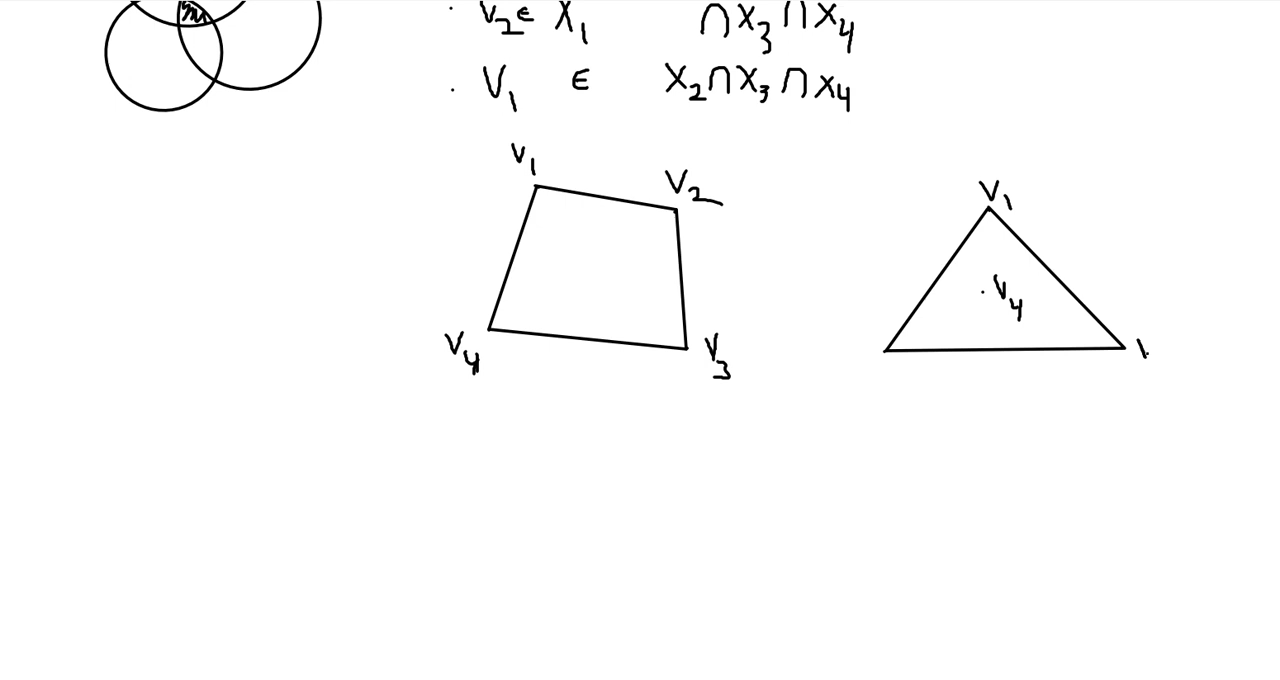 · V₂ ∈ X₁ ∩ X₃ ∩ X₄
· V₁ ∈ X₂ ∩ X₃ ∩ X₄
V₁
V₂
V₄
V₃
V₁
· V₄